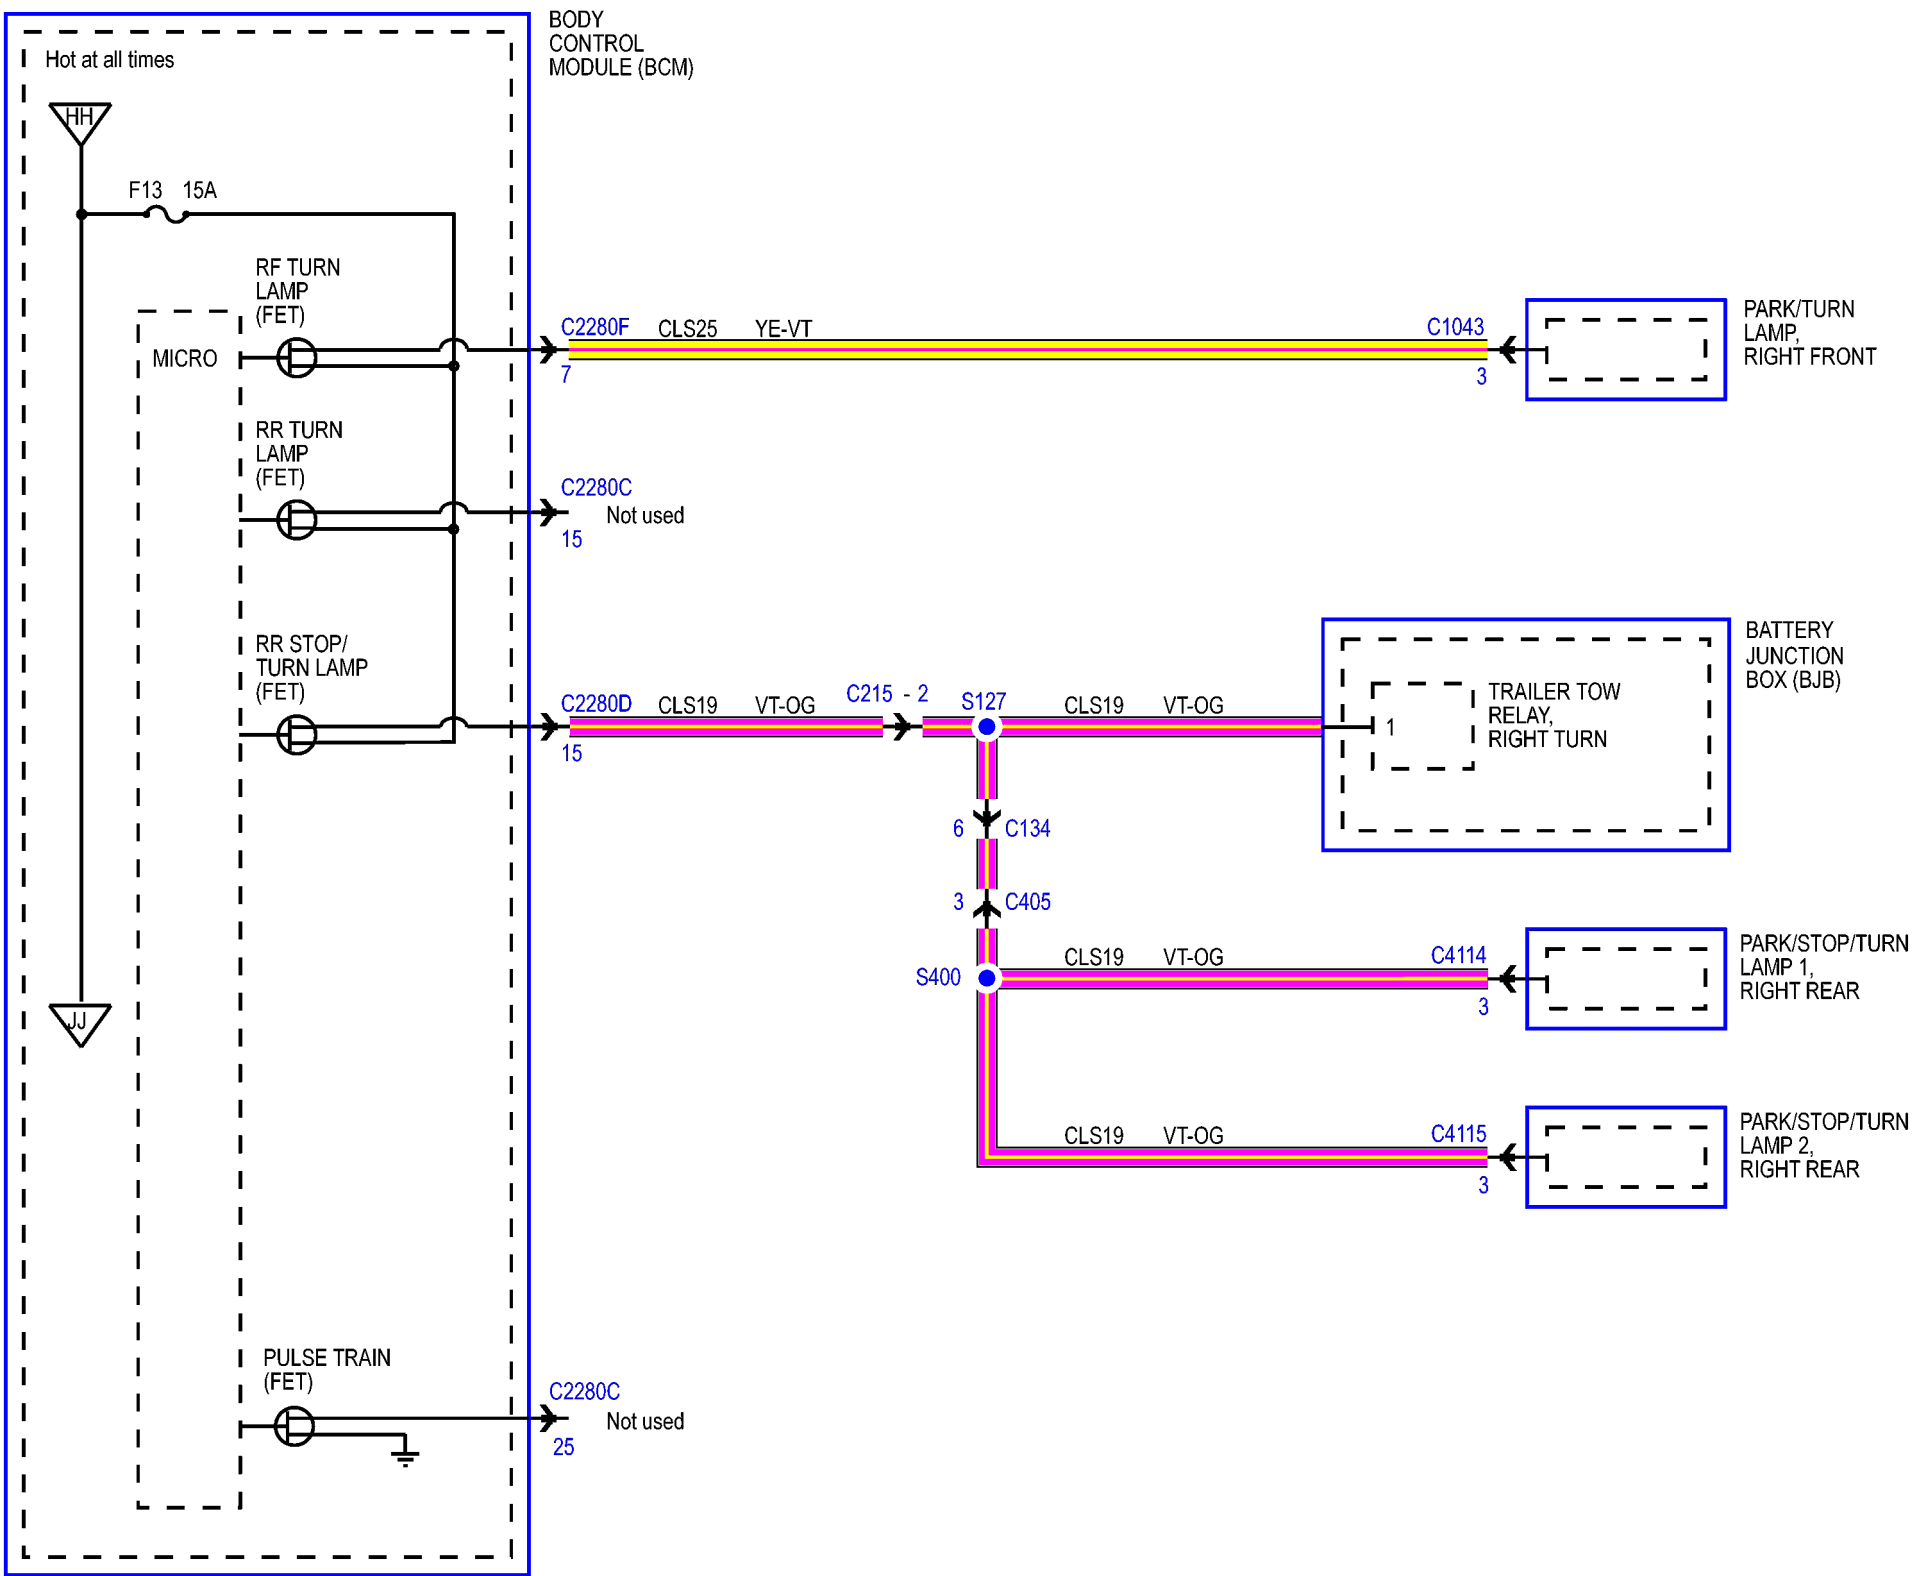 BODY
CONTROL
MODULE (BCM)
Hot at all times
HH
F13 15A
RF TURN
LAMP
(FET)
MICRO
C2280F
CLS25 YE-VT
C1043
7
3
PARK/TURN
LAMP,
RIGHT FRONT
RR TURN
LAMP
(FET)
C2280C
Not used
15
RR STOP/
TURN LAMP
(FET)
C2280D
CLS19 VT-OG
C215 - 2
S127
CLS19 VT-OG
15
1
TRAILER TOW
RELAY,
RIGHT TURN
BATTERY
JUNCTION
BOX (BJB)
6 C134
3 C405
S400
CLS19 VT-OG
C4114
3
PARK/STOP/TURN
LAMP 1,
RIGHT REAR
JJ
CLS19 VT-OG
C4115
3
PARK/STOP/TURN
LAMP 2,
RIGHT REAR
PULSE TRAIN
(FET)
C2280C
Not used
25